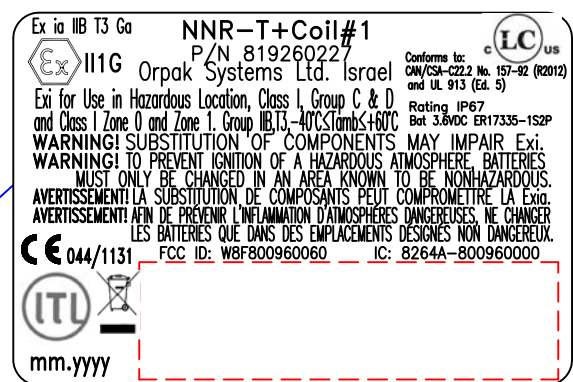 Ex ia IIB T3 Ga
Ex II1G
NNR-T+Coil#1
P/N 819260227
Orpak Systems Ltd. Israel
c LC us
Conforms to:
CAN/CSA-C22.2 No. 157-92 (R2012)
and UL 913 (Ed. 5)
Rating IP67
Bat 3.6VDC ER17335-1S2P
Exi for Use in Hazardous Location, Class I, Group C & D
and Class I Zone 0 and Zone 1. Group IIB,T3,-40°C≤Tamb≤+60°C
WARNING! SUBSTITUTION OF COMPONENTS MAY IMPAIR Exi.
WARNING! TO PREVENT IGNITION OF A HAZARDOUS ATMOSPHERE, BATTERIES
MUST ONLY BE CHANGED IN AN AREA KNOWN TO BE NONHAZARDOUS.
AVERTISSEMENT! LA SUBSTITUTION DE COMPOSANTS PEUT COMPROMETTRE LA Exia.
AVERTISSEMENT! AFIN DE PRÉVENIR L'INFLAMMATION D'ATMOSPHÈRES DANGEREUSES, NE CHANGER
LES BATTERIES QUE DANS DES EMPLACEMENTS DÉSIGNÉS NON DANGEREUX.
CE 044/1131
FCC ID: W8F800960060 IC: 8264A-800960000
ITL
mm.yyyy